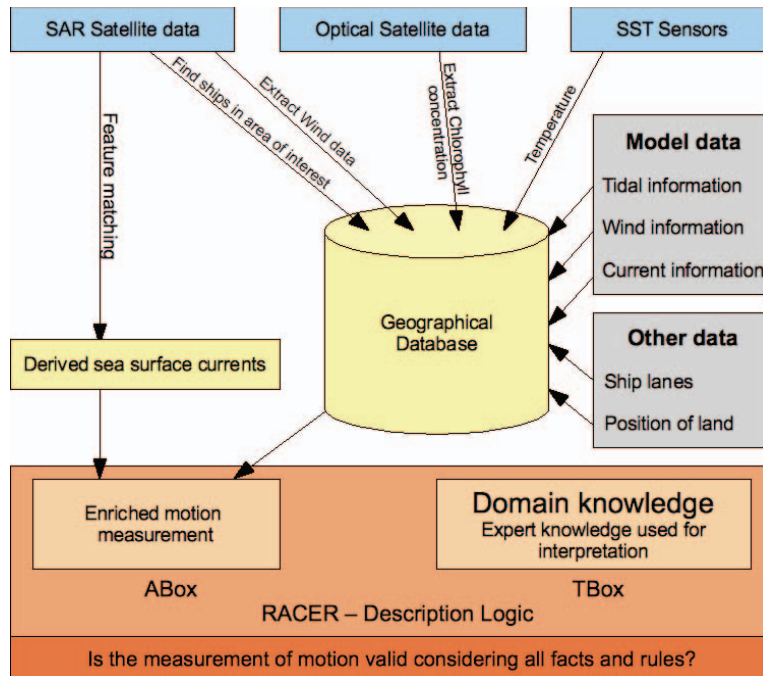 SAR Satellite data
Optical Satellite data
SST Sensors
Feature matching
Find ships in area of interest
Extract Wind data
Extract Chlorophyll
concentration
Temperature
Model data
Tidal information
Wind information
Current information
Geographical
Database
Other data
Ship lanes
Position of land
Derived sea surface currents
Enriched motion
measurement
Domain knowledge
Expert knowledge used for
interpretation
ABox
TBox
RACER – Description Logic
Is the measurement of motion valid considering all facts and rules?